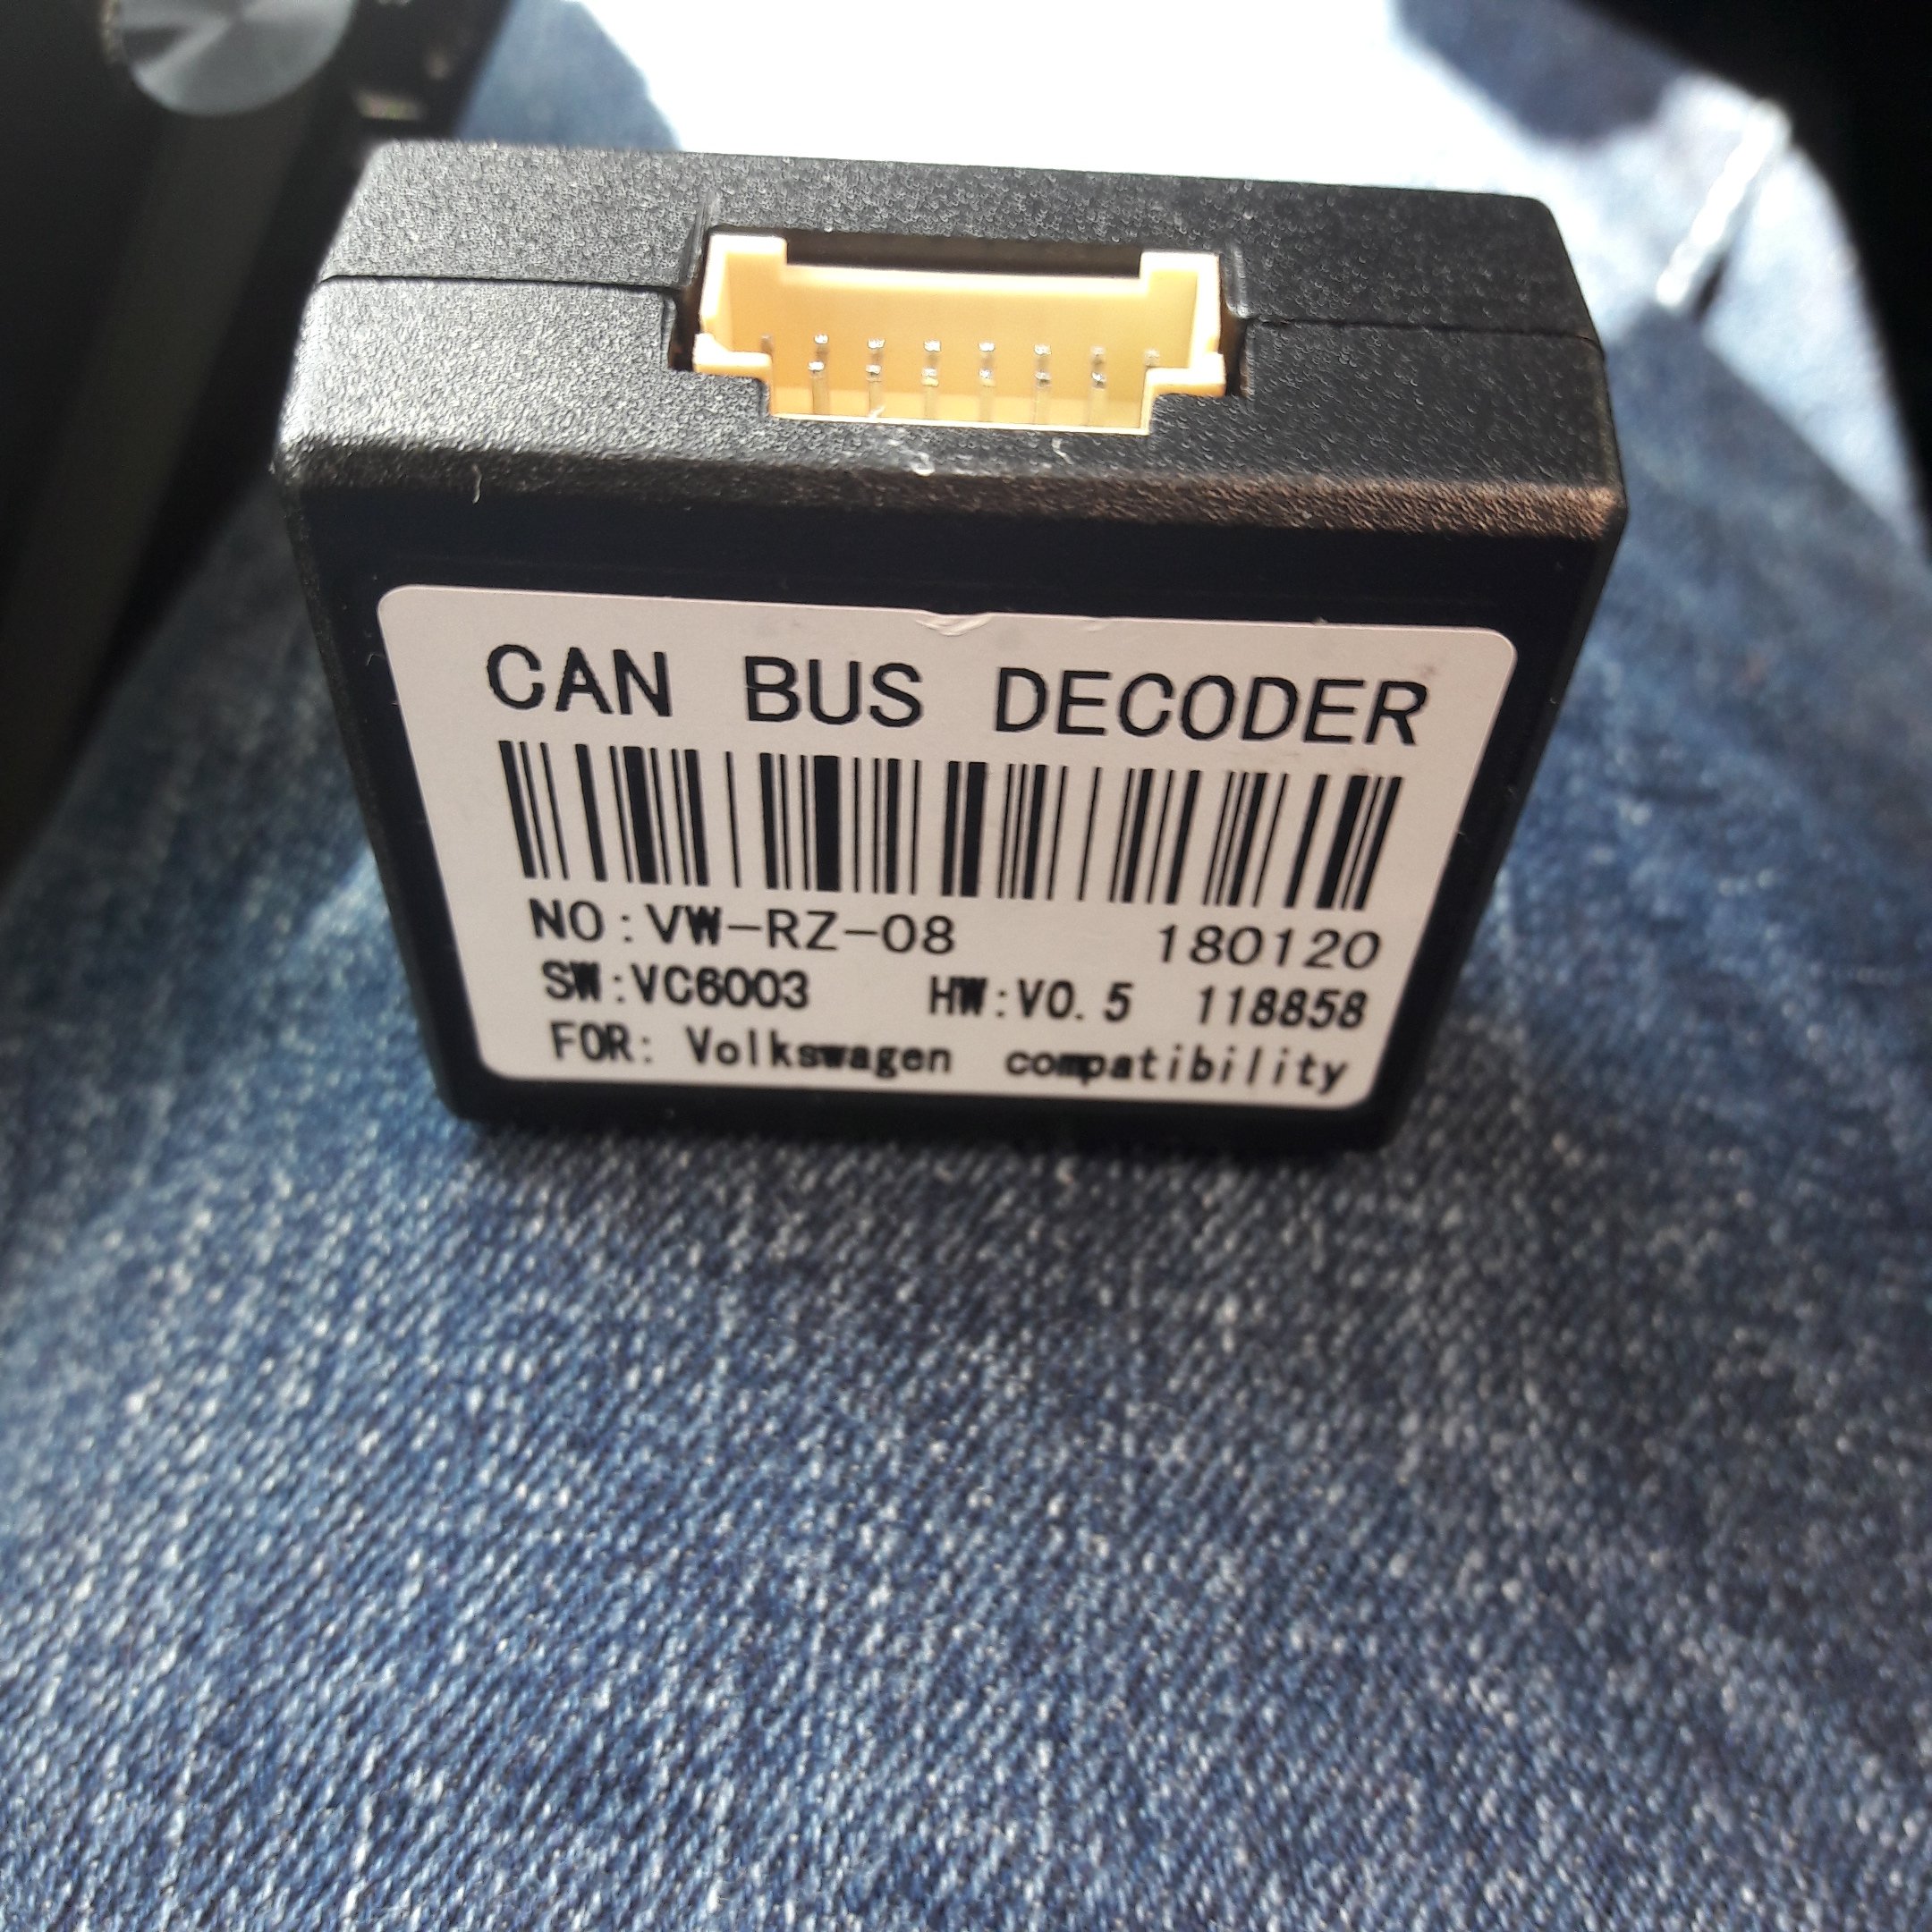 CAN BUS DECODER
NO:VW-RZ-08 180120
SW:VC6003 HW:V0.5 118858
FOR: Volkswagen compatibility